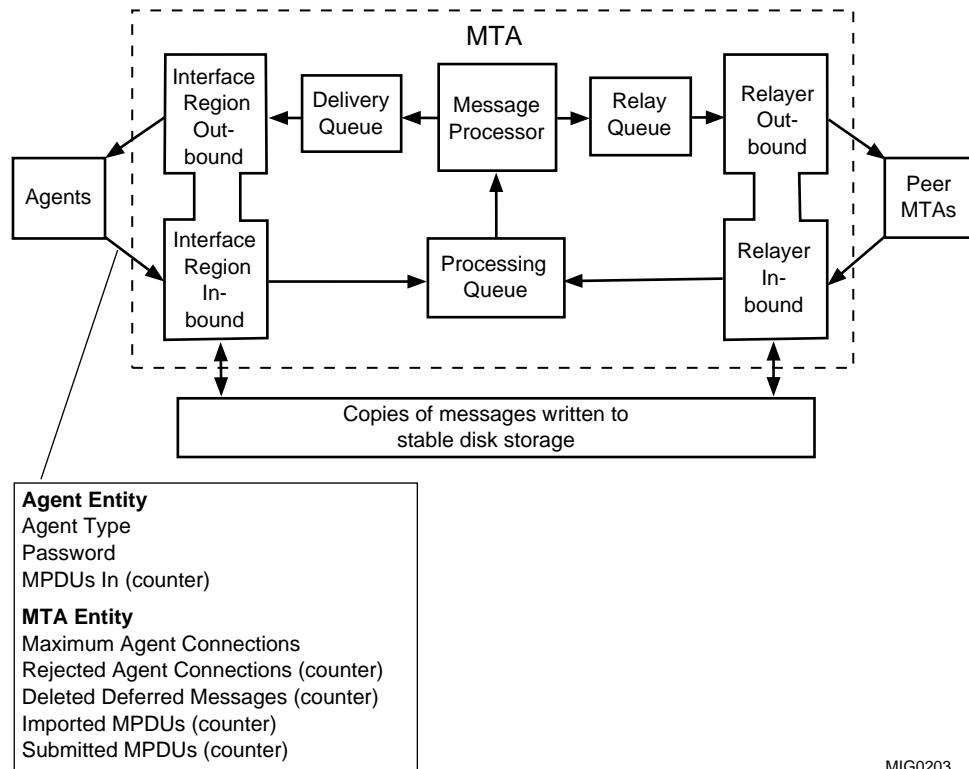 MTA
Interface
Region
Out-
bound
Delivery
Queue
Message
Processor
Relay
Queue
Relayer
Out-
bound
Agents
Peer
MTAs
Interface
Region
In-
bound
Processing
Queue
Relayer
In-
bound
Copies of messages written to
stable disk storage
Agent Entity
Agent Type
Password
MPDUs In (counter)
MTA Entity
Maximum Agent Connections
Rejected Agent Connections (counter)
Deleted Deferred Messages (counter)
Imported MPDUs (counter)
Submitted MPDUs (counter)
MIG0203